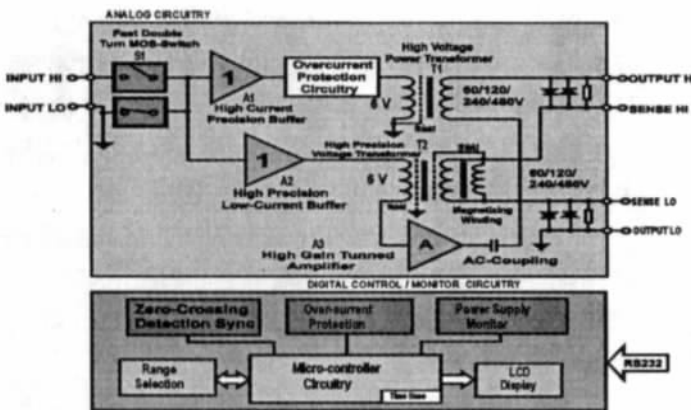 ANALOG CIRCUITRY
Fast Double
Turn MOS-Switch
S1
INPUT HI
INPUT LO
1
A1
High Current
Precision Buffer
Overcurrent
Protection
Circuitry
High Voltage
Power Transformer
T1
6 V
60/120/
240/480V
OUTPUT H
SENSE HI
1
A2
High Precision
Low-Current Buffer
High Precision
Voltage Transformer
T2
6 V
Magnetizing
Winding
60/120/
240/480V
SENSE LO
OUTPUT LO
A3
High Gain Tunned
Amplifier
A
AC-Coupling
DIGITAL CONTROL / MONITOR CIRCUITRY
Zero-Crossing
Detection Sync
Over-current
Protection
Power Supply
Monitor
Range
Selection
Micro-controller
Circuitry
LCD
Display
RS232